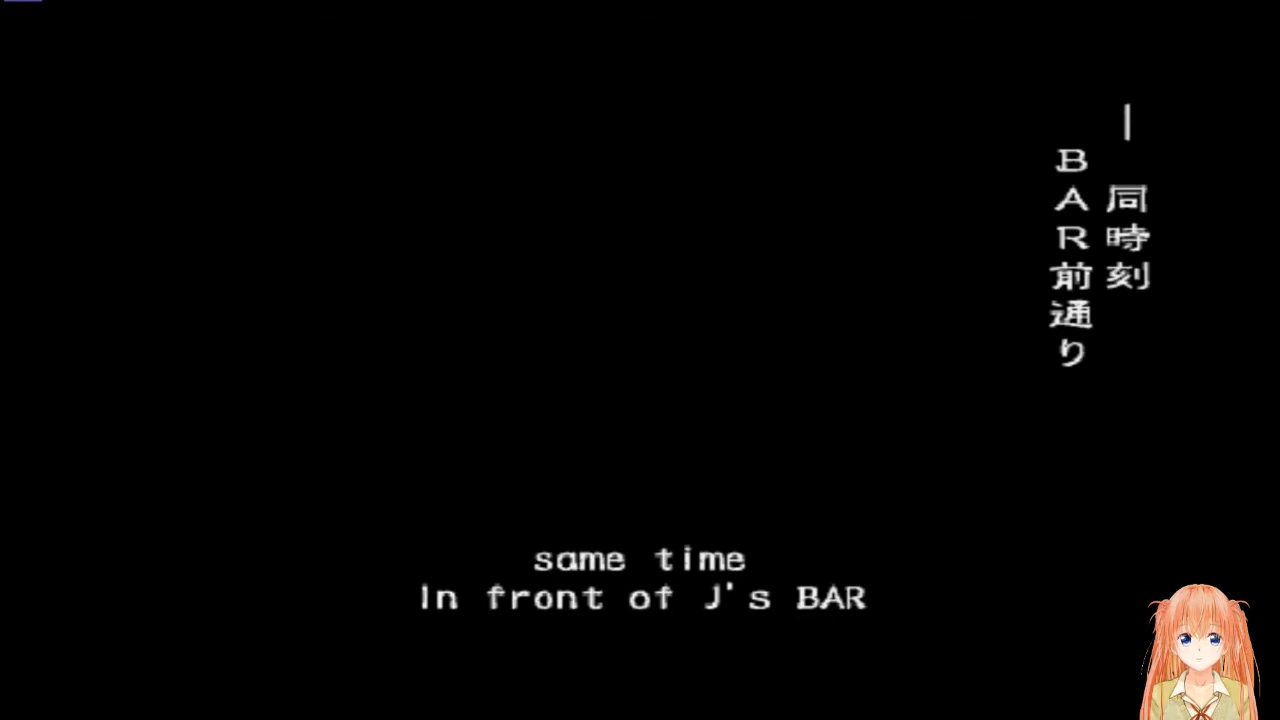 ― 同時刻
BAR前通り
same time
In front of J's BAR